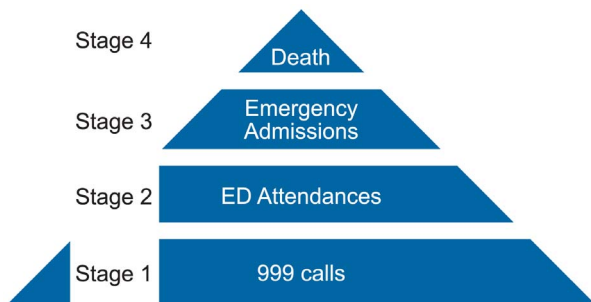 Stage 4
Death
Stage 3
Emergency
Admissions
Stage 2
ED Attendances
Stage 1
999 calls